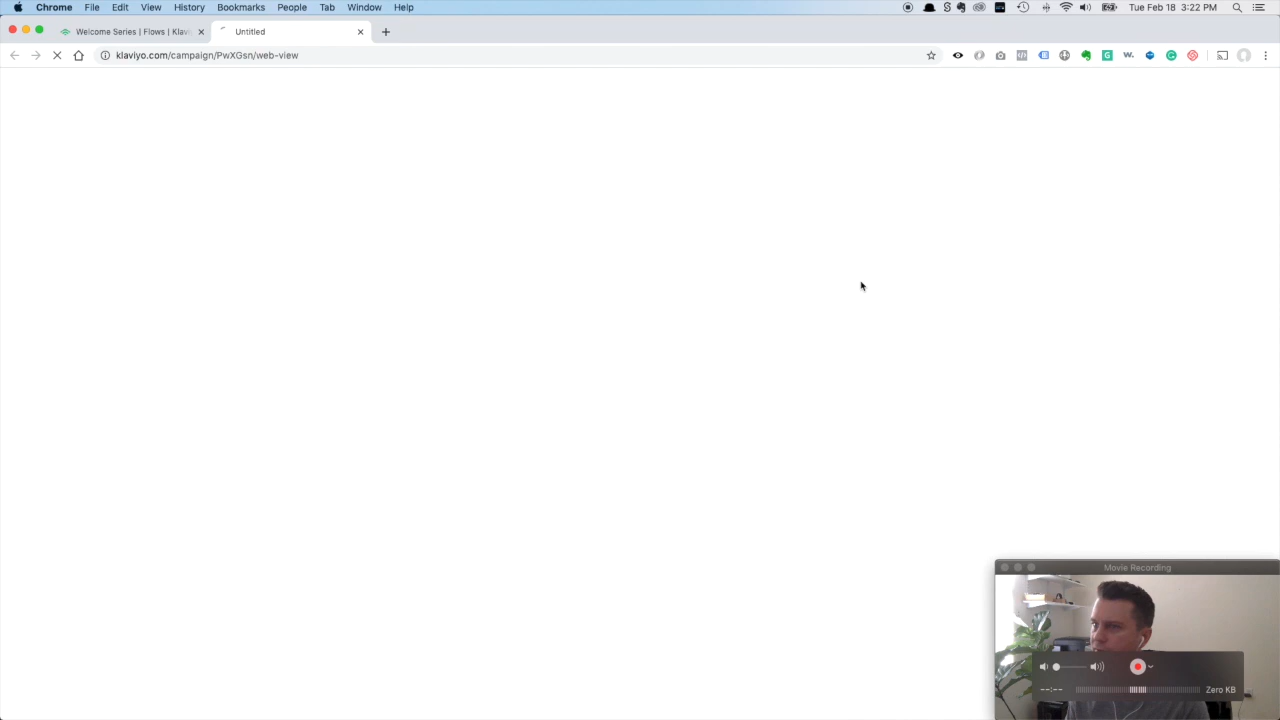 Chrome File Edit View History Bookmarks People Tab Window Help Tue Feb 18 3:22 PM
Welcome Series | Flows | Klav Untitled
klaviyo.com/campaign/PwXGsn/web-view
Movie Recording
--:-- Zero KB